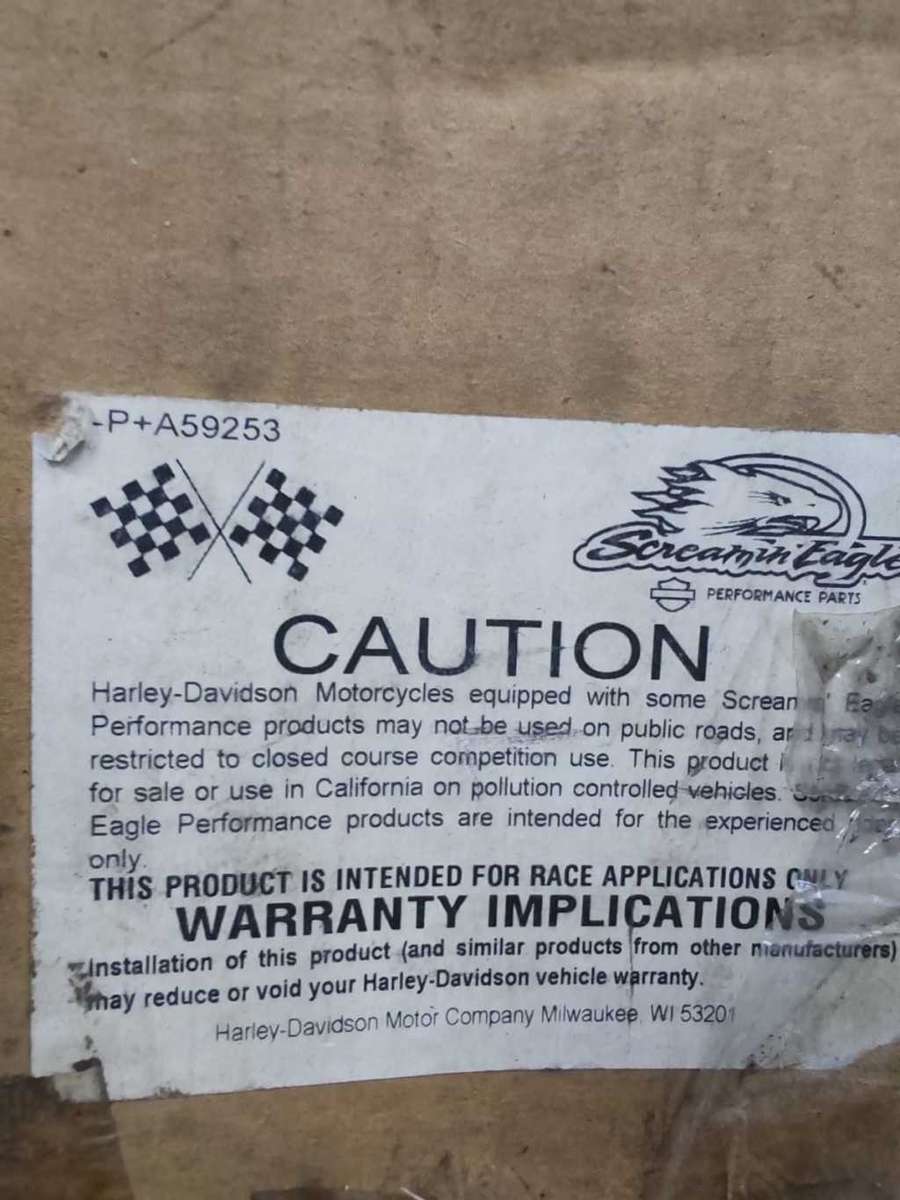 -P+A59253
Screamin' Eagle
PERFORMANCE PARTS
CAUTION
Harley-Davidson Motorcycles equipped with some Eagle
Performance products may not be used on public roads, may be
restricted to closed course competition use. This product
for sale or use in California on pollution controlled vehicles.
Eagle Performance products are intended for the experienced
only.
THIS PRODUCT IS INTENDED FOR RACE APPLICATIONS ONLY
WARRANTY IMPLICATIONS
Installation of this product (and similar products from other manufacturers)
may reduce or void your Harley-Davidson vehicle warranty.
Harley-Davidson Motor Company Milwaukee, WI 53201